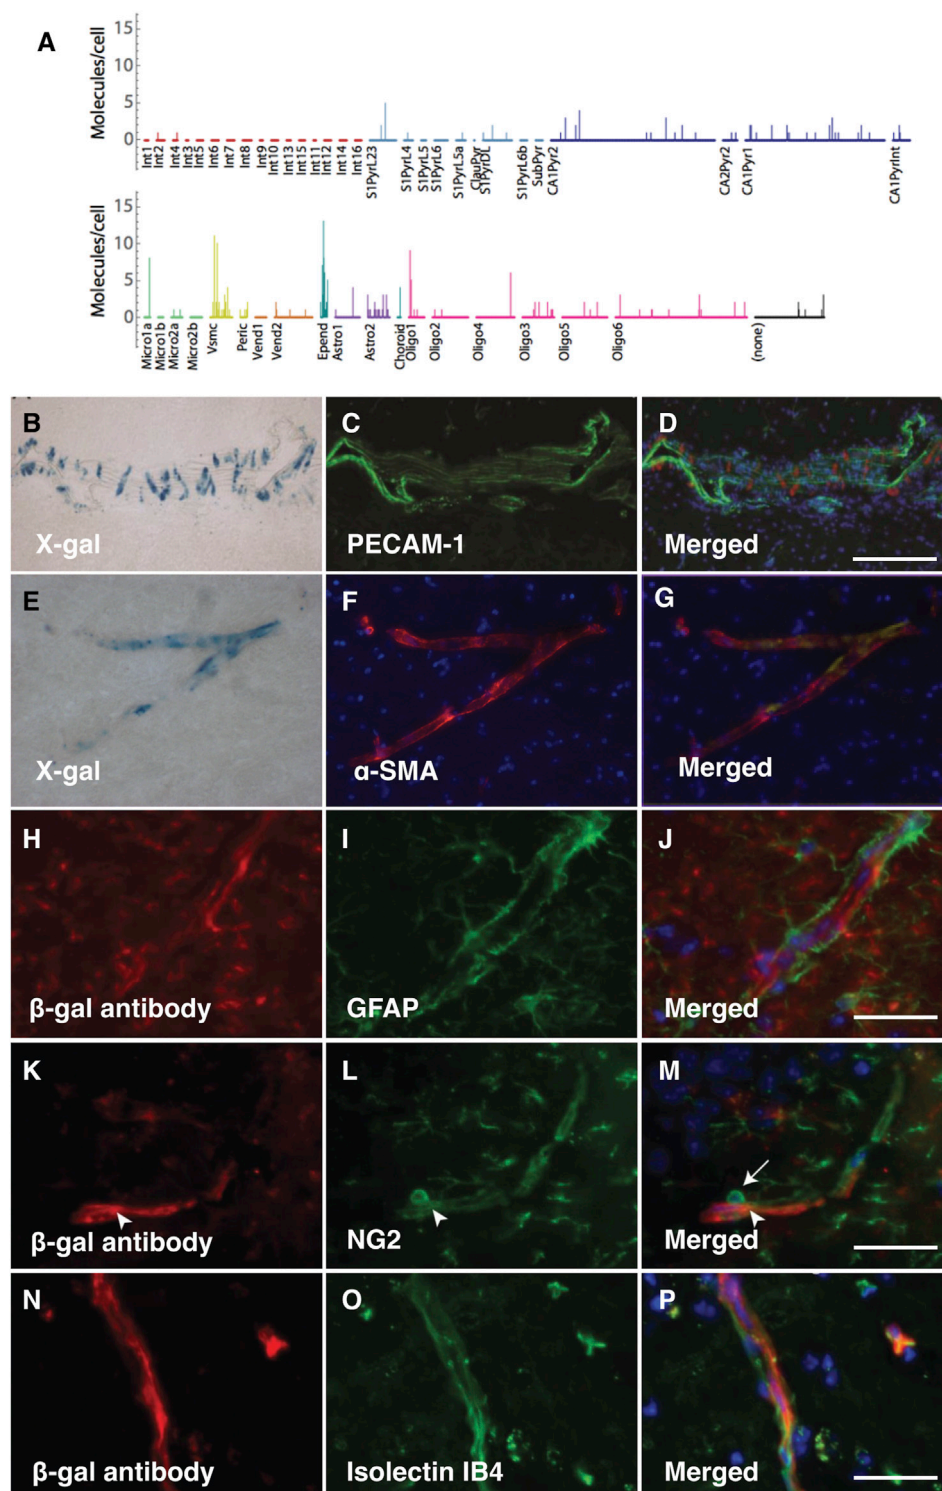 A
Molecules/cell
15
10
5
0
Int1
Int2
Int4
Int3
Int5
Int6
Int7
Int8
Int9
Int10
Int13
Int15
Int11
Int12
Int14
Int16
S1PyrL23
S1PyrL4
S1PyrL5
S1PyrL6
S1PyrL5a
ClauPyr
S1PyrDL
S1PyrL6b
SubPyr
CA1Pyr2
CA2Pyr2
CA1Pyr1
CA1PyrInt
Molecules/cell
15
10
5
0
Micro1a
Micro1b
Micro2a
Micro2b
Vsmc
Peric
Vend1
Vend2
Epend
Astro1
Astro2
Choroid
Oligo1
Oligo2
Oligo4
Oligo3
Oligo5
Oligo6
(none)
B
X-gal
C
PECAM-1
D
Merged
E
X-gal
F
α-SMA
G
Merged
H
β-gal antibody
I
GFAP
J
Merged
K
β-gal antibody
L
NG2
M
Merged
N
β-gal antibody
O
Isolectin IB4
P
Merged